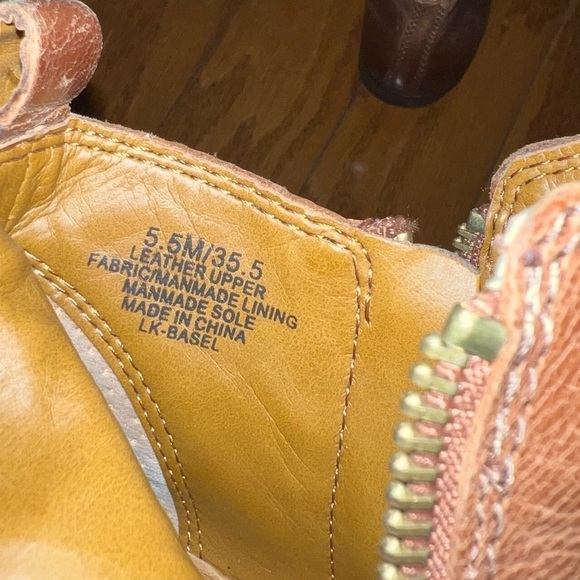 5.5M/35.5
LEATHER UPPER
FABRIC/MANMADE LINING
MANMADE SOLE
MADE IN CHINA
LK-BASEL